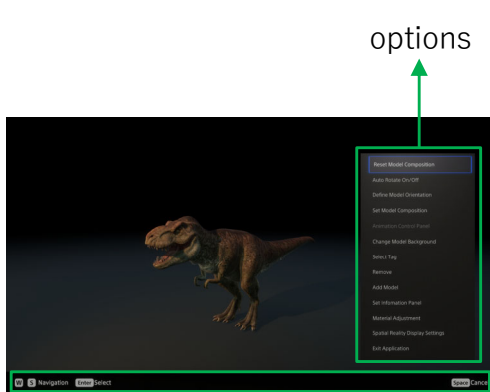 options
Reset Model Composition
Auto Rotate On/Off
Define Model Orientation
Set Model Composition
Animation Control Panel
Change Model Background
Select Tag
Remove
Add Model
Set Infomation Panel
Material Adjustment
Spatial Reality Display Settings
Exit Application
W S Navigation Enter Select Space Cance